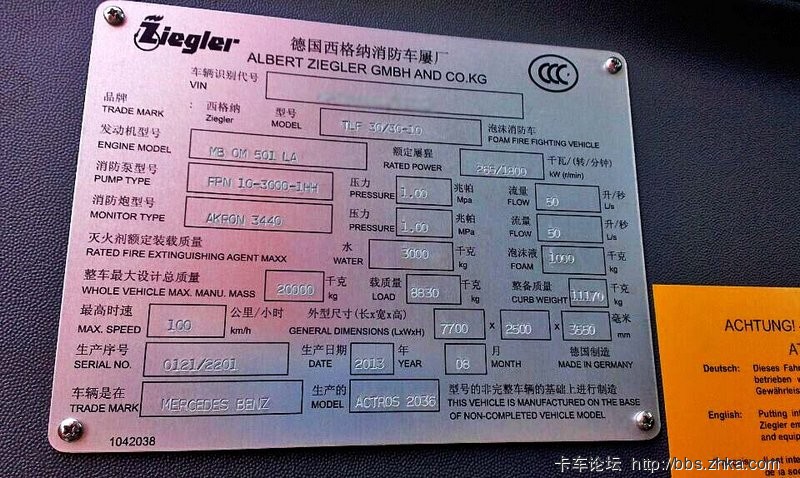 Ziegler
德国西格纳消防车屦厂
ALBERT ZIEGLER GMBH AND CO.KG
CCC
车辆识别代号
VIN
品牌 : 西格纳 型号 TLF 30/30-10 泡沫消防车
TRADE MARK Ziegler MODEL FOAM FIRE FIGHTING VEHICLE
发动机型号 MB OM 501 LA 额定屠猩 265/1800 千瓦/(转/分钟)
ENGINE MODEL RATED POWER kW (r/min)
消防泵型号 FPN 10-3000-1HH 压力 1.00 兆帕 流量 50 升/秒
PUMP TYPE PRESSURE Mpa FLOW L/s
消防炮型号 AKRON 3440 压力 1.00 兆帕 流量 50 升/秒
MONITOR TYPE PRESSURE MPa FLOW L/s
灭火剂额定装载质量 水 3000 千克 泡沫液 1000 千克
RATED FIRE EXTINGUISHING AGENT MAXX WATER kg FOAM kg
整车最大设计总质量 20000 千克 载质量 8830 千克 整备质量 11170 千克
WHOLE VEHICLE MAX. MANU. MASS kg LOAD kg CURB WEIGHT kg
最高时速 100 公里/小时 外型尺寸(长x宽x高) 7700 x 2500 x 3550 毫米
MAX. SPEED km/h GENERAL DIMENSIONS (LxWxH) mm
生产序号 0121/2201 生产日期 2013 年 08 月 德国制造
SERIAL NO. DATE YEAR MONTH MADE IN GERMANY
车辆是在 MERCEDES BENZ 生产的 ACTROS 2036 型号的非完整车辆的基础上进行制造
TRADE MARK MODEL THIS VEHICLE IS MANUFACTURED ON THE BASE
OF NON-COMPLETED VEHICLE MODEL
1042038
ACHTUNG!
Deutsch: Dieses Fah
betrieben
Gewährleis
English: Putting in
Ziegler em
and equip
卡车论坛 http://bbs.zhka.com/